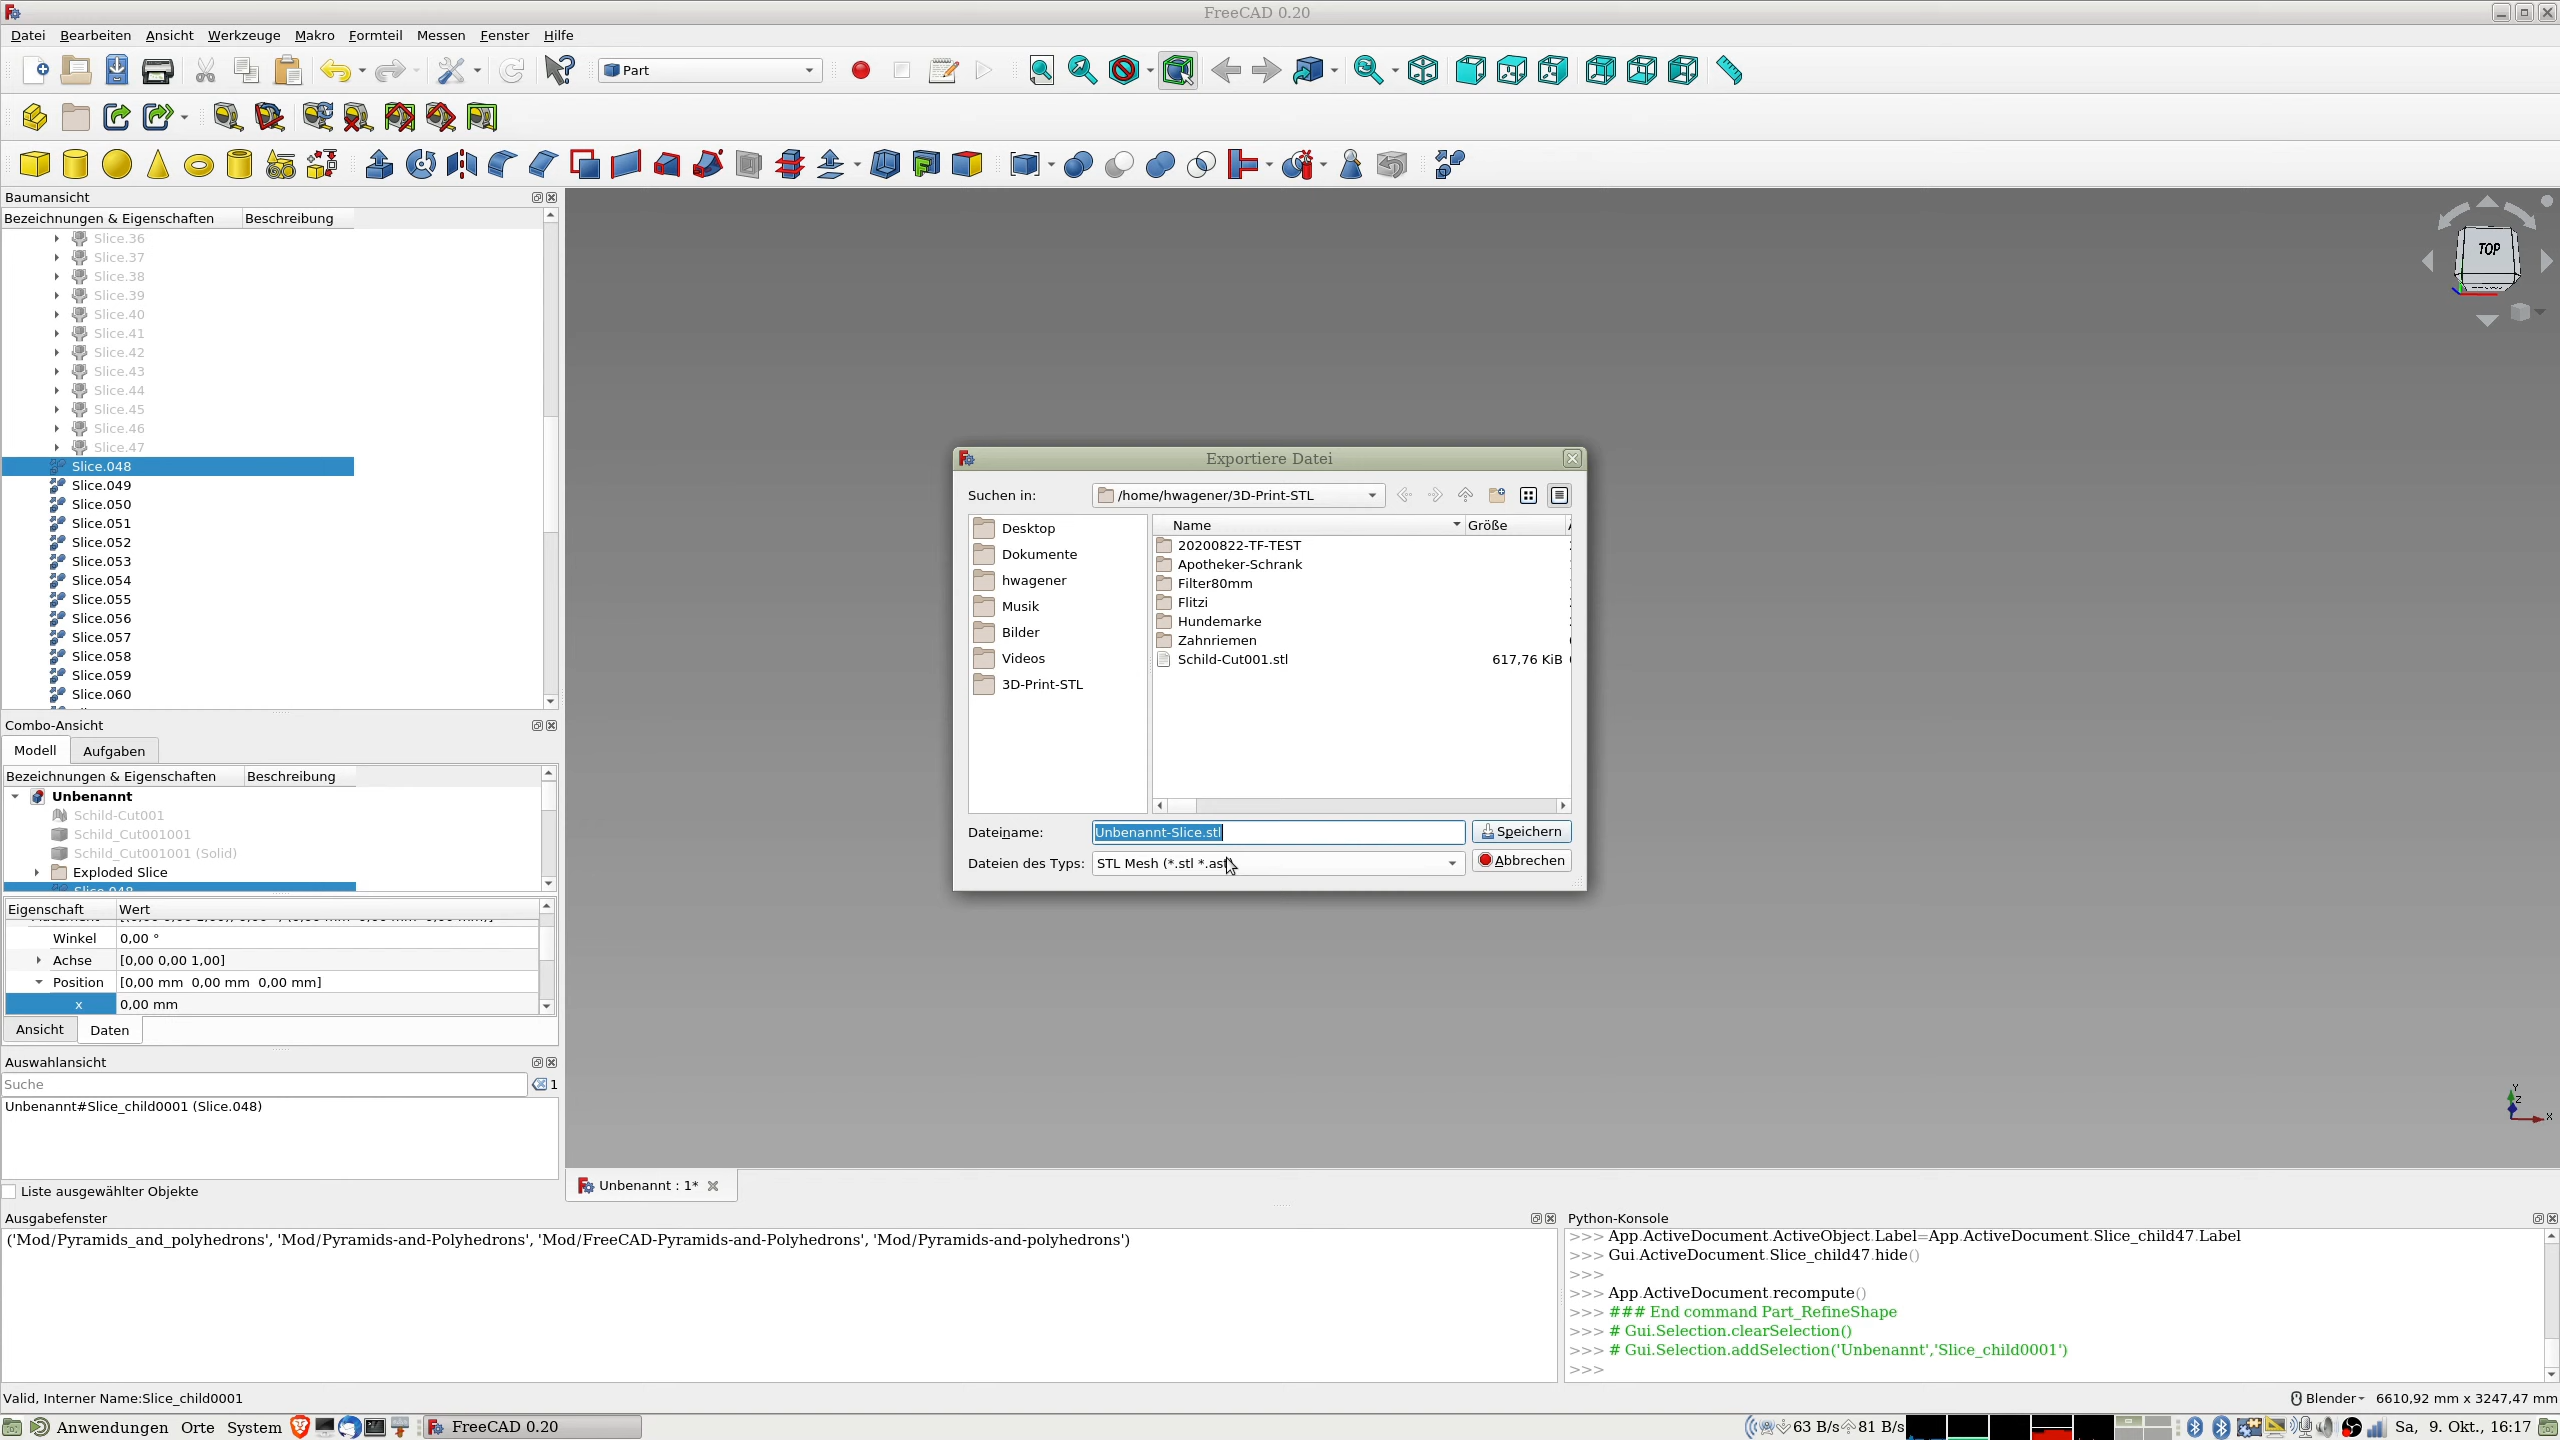 FreeCAD 0.20
Datei Bearbeiten Ansicht Werkzeuge Makro Formteil Messen Fenster Hilfe
Part
Baumansicht
Bezeichnungen & Eigenschaften Beschreibung
Slice.36
Slice.37
Slice.38
Slice.39
Slice.40
Slice.41
Slice.42
Slice.43
Slice.44
Slice.45
Slice.46
Slice.47
Slice.048
Slice.049
Slice.050
Slice.051
Slice.052
Slice.053
Slice.054
Slice.055
Slice.056
Slice.057
Slice.058
Slice.059
Slice.060
Combo-Ansicht
Modell Aufgaben
Bezeichnungen & Eigenschaften Beschreibung
Unbenannt
Schild-Cut001
Schild_Cut001001
Schild_Cut001001 (Solid)
Exploded Slice
Slice.048
Eigenschaft Wert
Winkel 0,00 °
Achse [0,00 0,00 1,00]
Position [0,00 mm 0,00 mm 0,00 mm]
x 0,00 mm
Ansicht Daten
Auswahlansicht
Suche 1
Unbenannt#Slice_child0001 (Slice.048)
Liste ausgewählter Objekte
TOP
Exportiere Datei
Suchen in: /home/hwagener/3D-Print-STL
Desktop
Dokumente
hwagener
Musik
Bilder
Videos
3D-Print-STL
Name Größe
20200822-TF-TEST
Apotheker-Schrank
Filter80mm
Flitzi
Hundemarke
Zahnriemen
Schild-Cut001.stl 617,76 KiB
Dateiname: Unbenannt-Slice.stl Speichern
Dateien des Typs: STL Mesh (*.stl *.ast) Abbrechen
Y
Z
X
Unbenannt : 1*
Ausgabefenster
('Mod/Pyramids_and_polyhedrons', 'Mod/Pyramids-and-Polyhedrons', 'Mod/FreeCAD-Pyramids-and-Polyhedrons', 'Mod/Pyramids-and-polyhedrons')
Python-Konsole
>>> App.ActiveDocument.ActiveObject.Label=App.ActiveDocument.Slice_child47.Label
>>> Gui.ActiveDocument.Slice_child47.hide()
>>>
>>> App.ActiveDocument.recompute()
>>> ### End command Part_RefineShape
>>> # Gui.Selection.clearSelection()
>>> # Gui.Selection.addSelection('Unbenannt','Slice_child0001')
>>>
Valid, Interner Name:Slice_child0001
Blender 6610,92 mm x 3247,47 mm
Anwendungen Orte System FreeCAD 0.20 63 B/s 81 B/s Sa, 9. Okt., 16:17